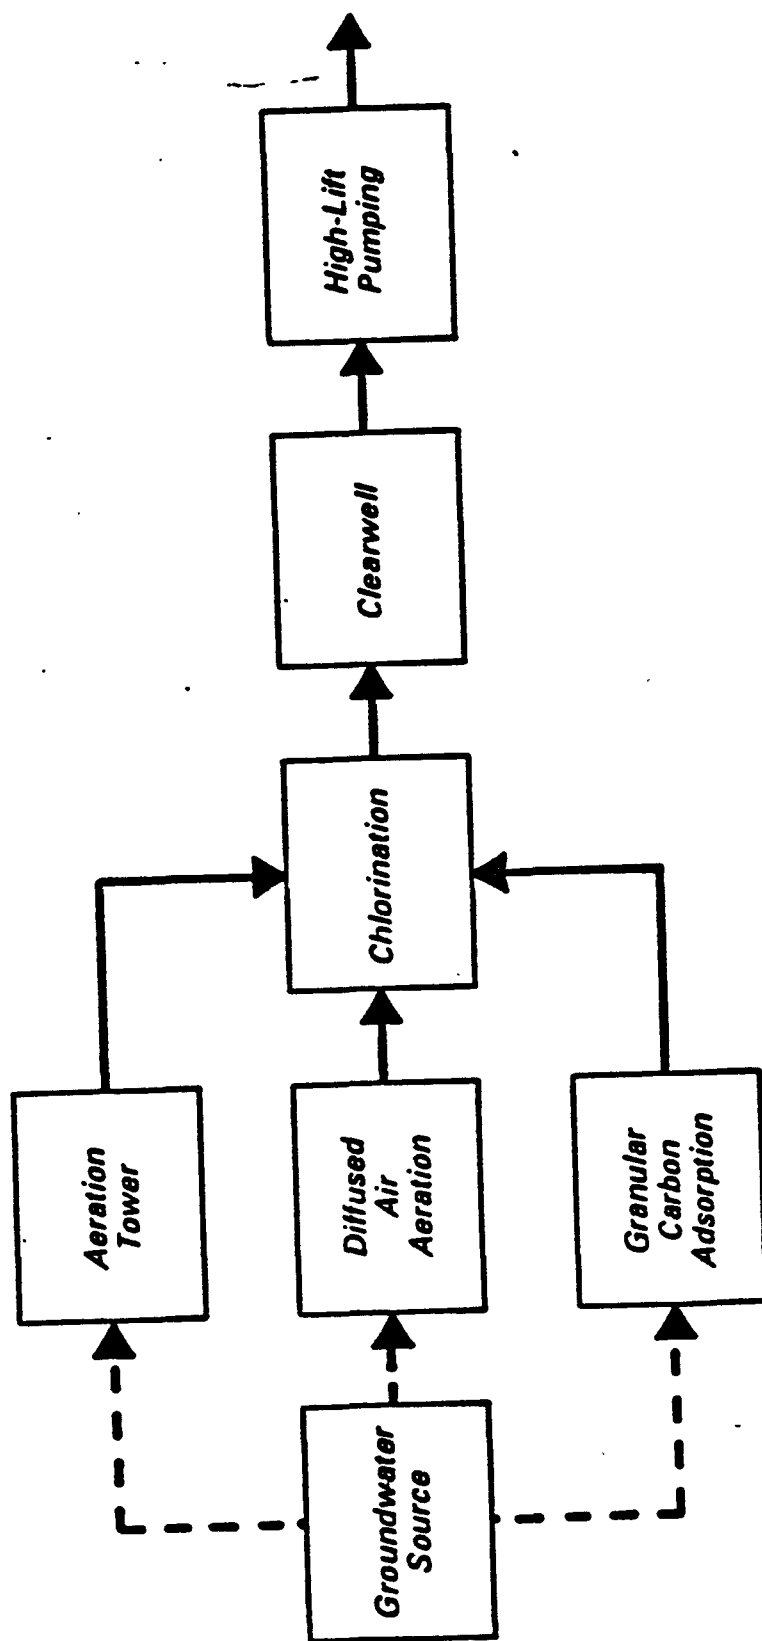 Groundwater
Source
Aeration
Tower
Diffused
Air
Aeration
Granular
Carbon
Adsorption
Chlorination
Clearwell
High-Lift
Pumping